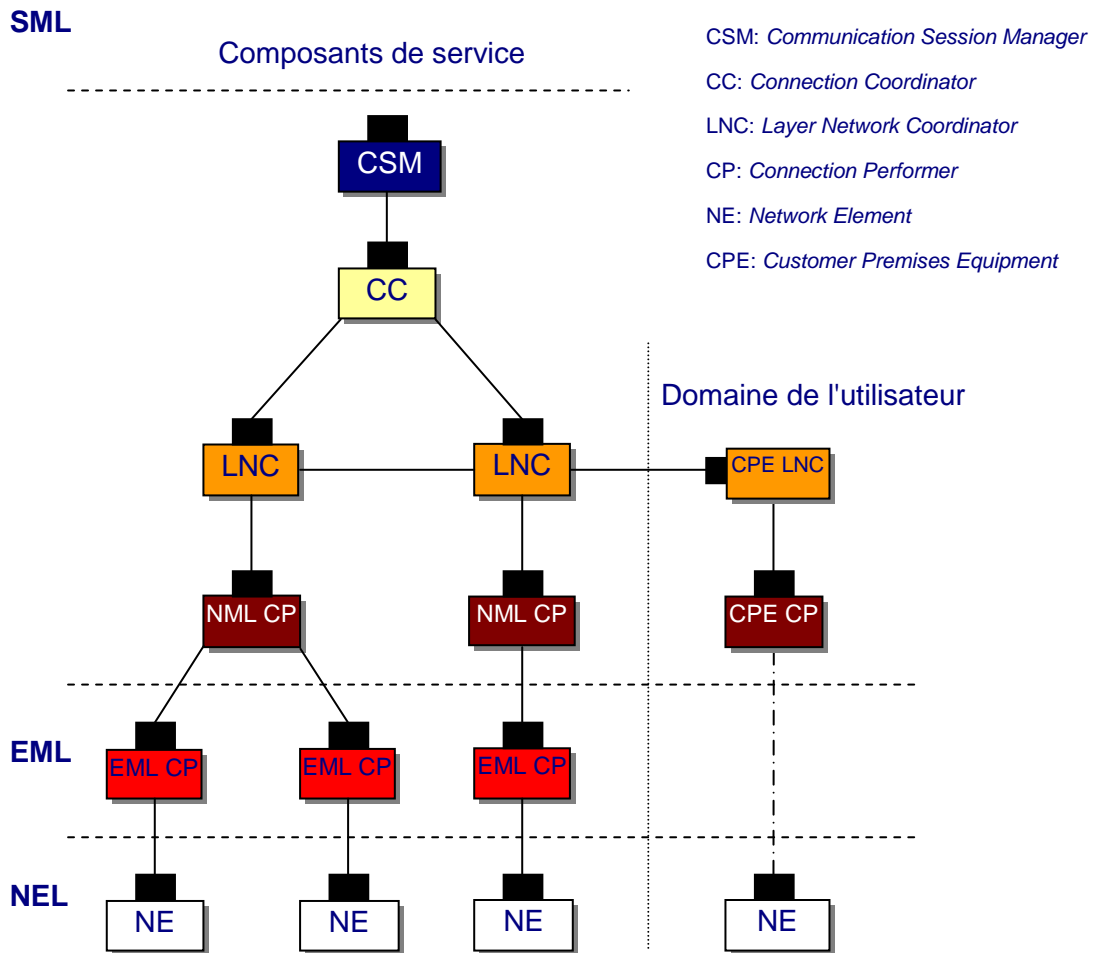 SML
Composants de service
CSM: Communication Session Manager
CC: Connection Coordinator
LNC: Layer Network Coordinator
CP: Connection Performer
NE: Network Element
CPE: Customer Premises Equipment
CSM
CC
Domaine de l'utilisateur
LNC
LNC
CPE LNC
NML CP
NML CP
CPE CP
EML
EML CP
EML CP
EML CP
NEL
NE
NE
NE
NE